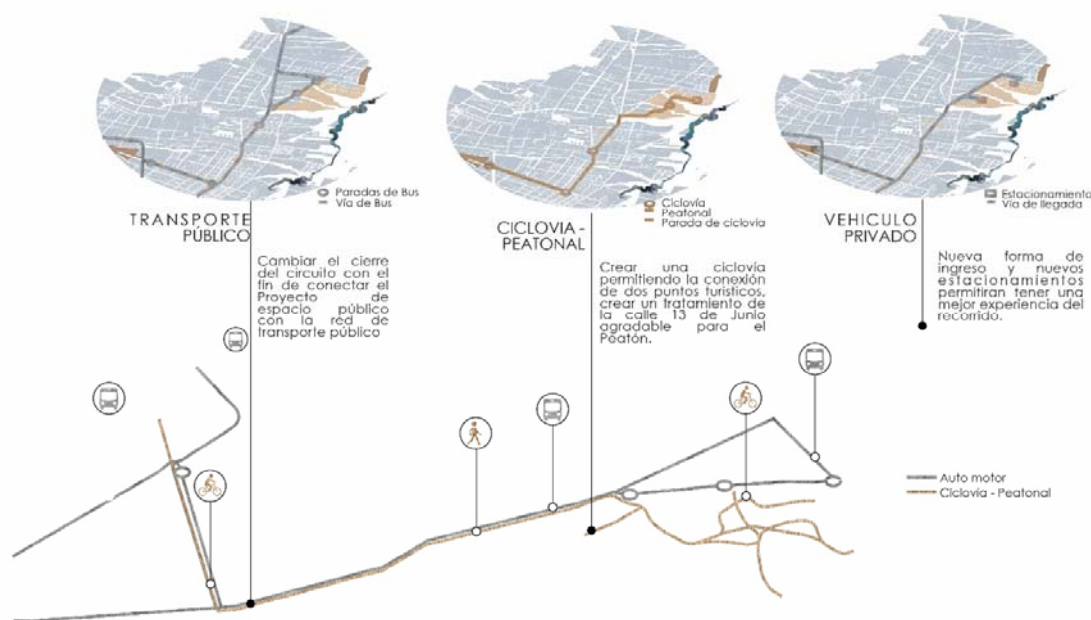 Paradas de Bus
Vía de Bus
TRANSPORTE
PÚBLICO
Cambiar el cierre
del circuito con el
fin de conectar el
Proyecto de
espacio público
con la red de
transporte público
Ciclovía
Peatonal
Parada de ciclovía
CICLOVIA -
PEATONAL
Crear una ciclovía
permitiendo la conexión
de dos puntos turísticos,
crear un tratamiento de
la calle 13 de Junio
agradable para el
Peatón.
Estacionamiento
Vía de llegada
VEHICULO
PRIVADO
Nueva forma de
ingreso y nuevos
estacionamientos
permitiran tener una
mejor experiencia del
recorrido.
Auto motor
Ciclovía - Peatonal